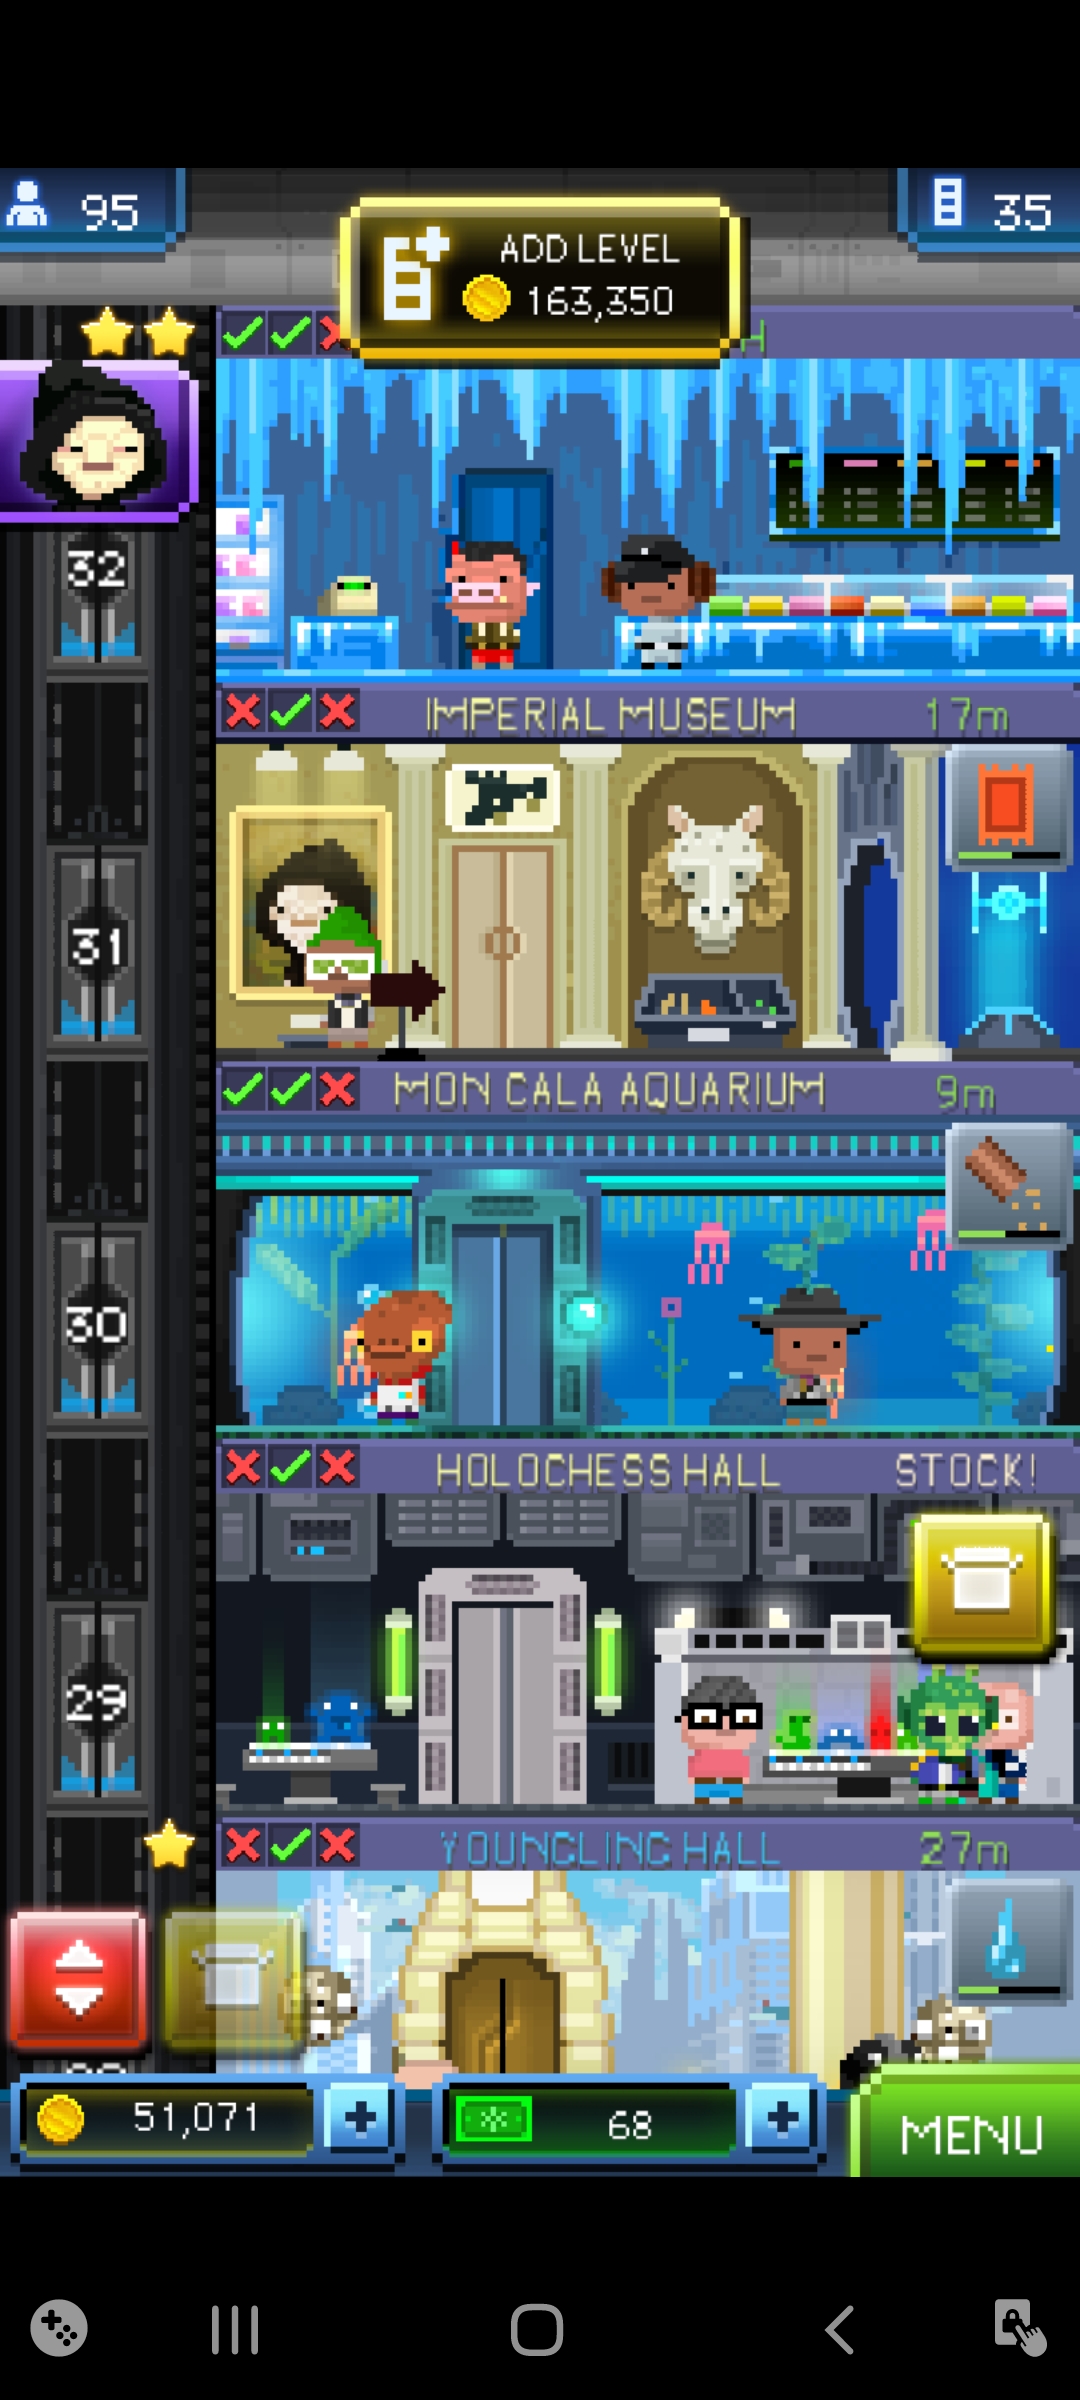 95
ADD LEVEL
163,350
35
H
32
IMPERIAL MUSEUM 17m
31
MON CALA AQUARIUM 9m
30
HOLOCHESS HALL STOCK!
29
YOUNGLING HALL 27m
51,071
68
MENU